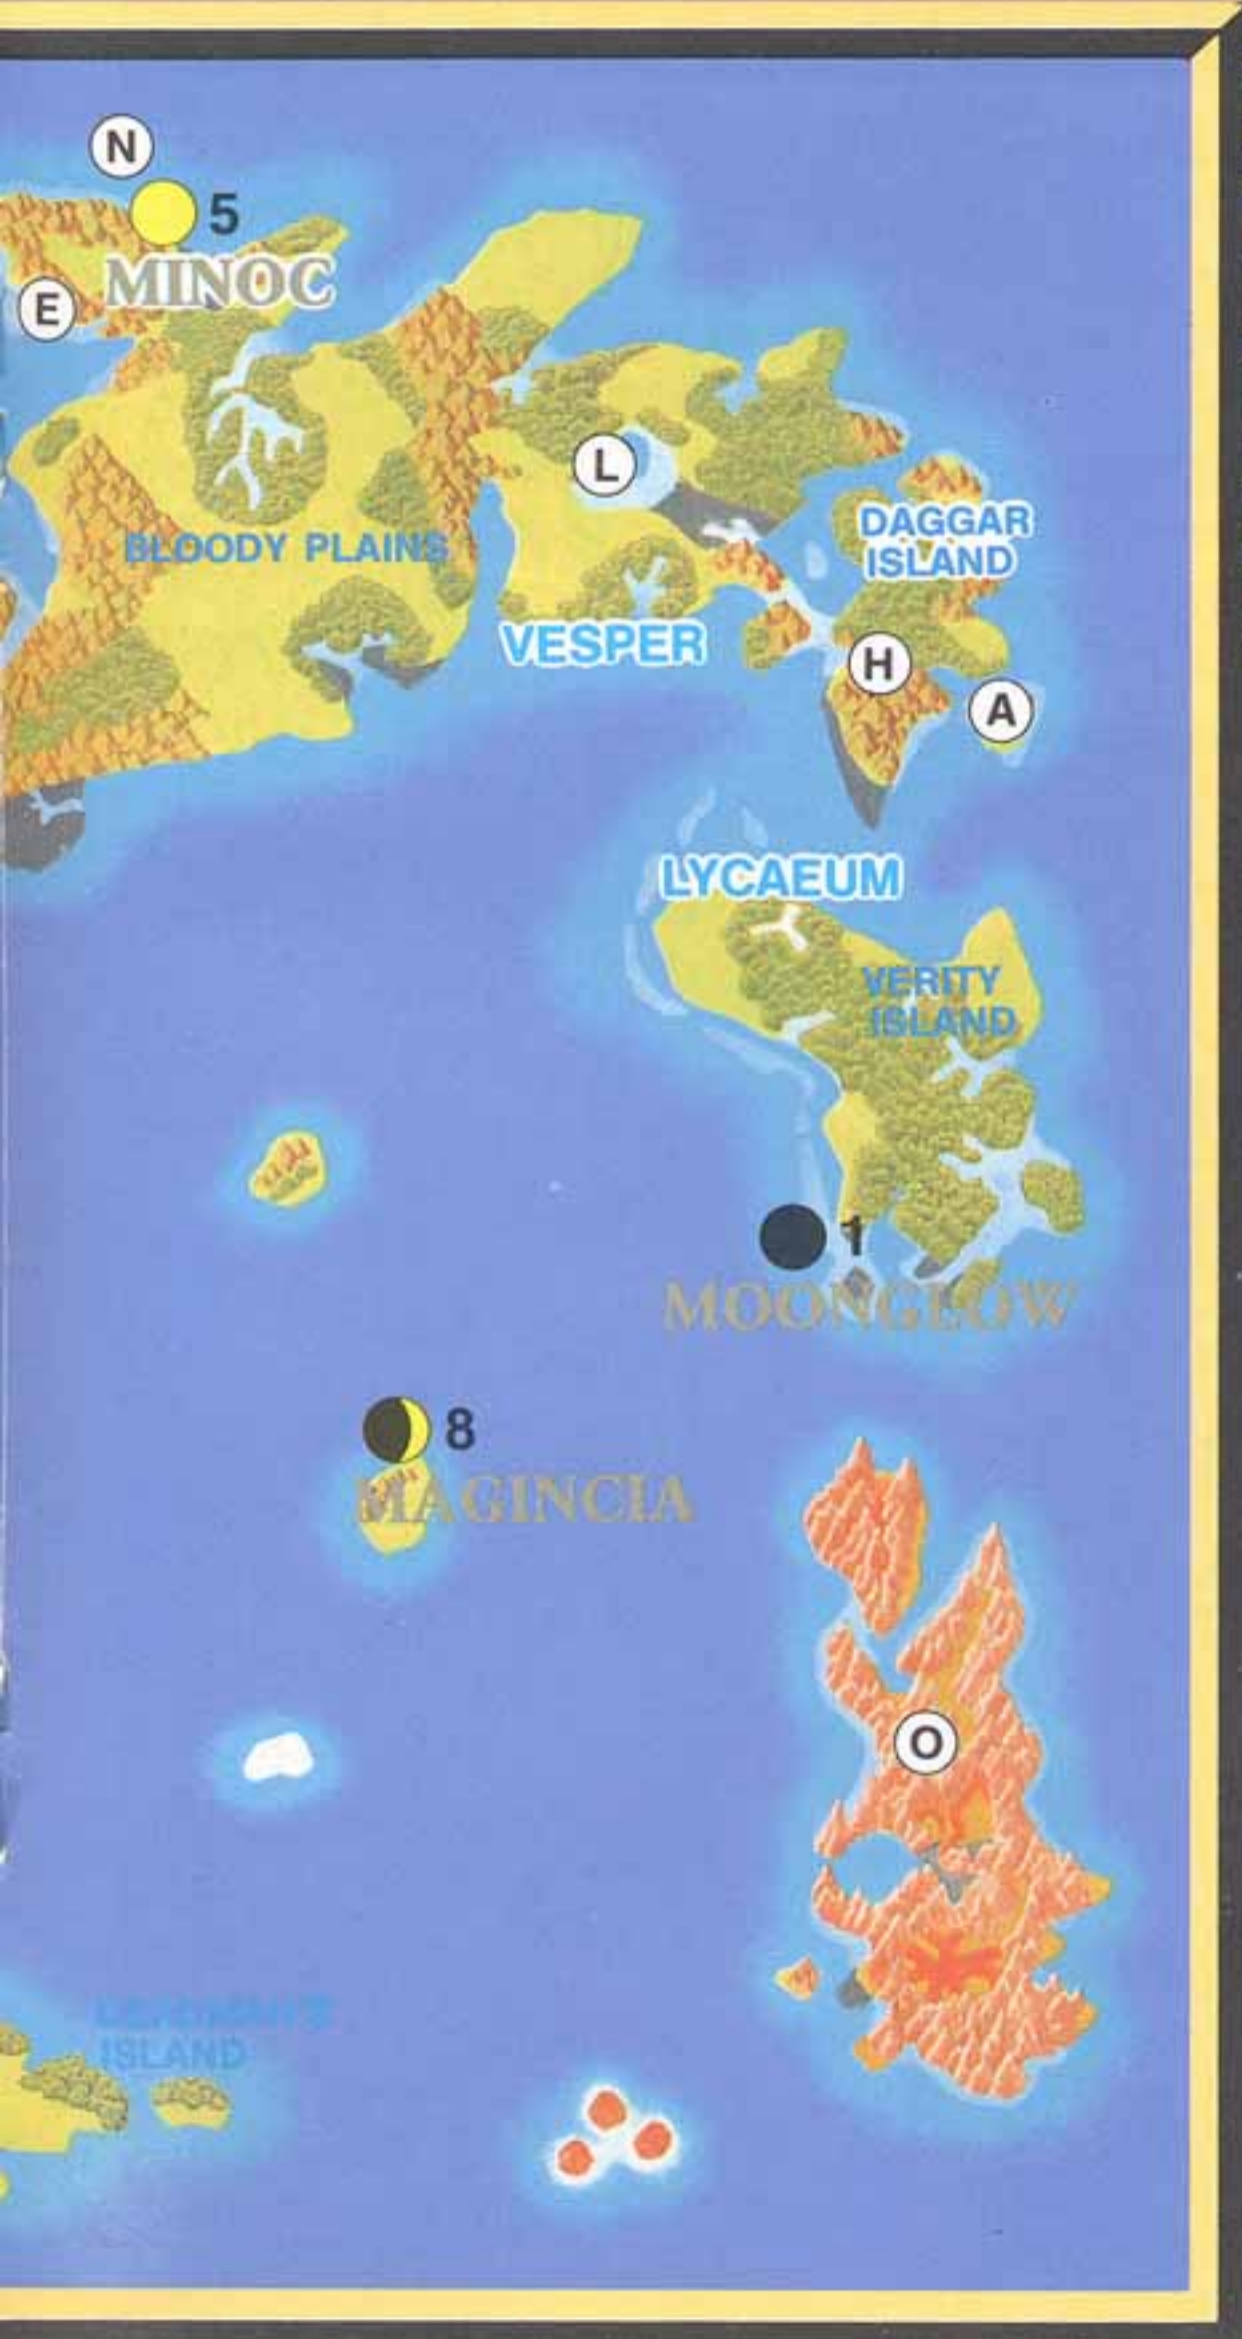 N
5
MINOC
E
L
DAGGAR
ISLAND
BLOODY PLAINS
VESPER
H
A
LYCAEUM
VERITY
ISLAND
1
MOONGLOW
8
MAGINCIA
O
ISLAND